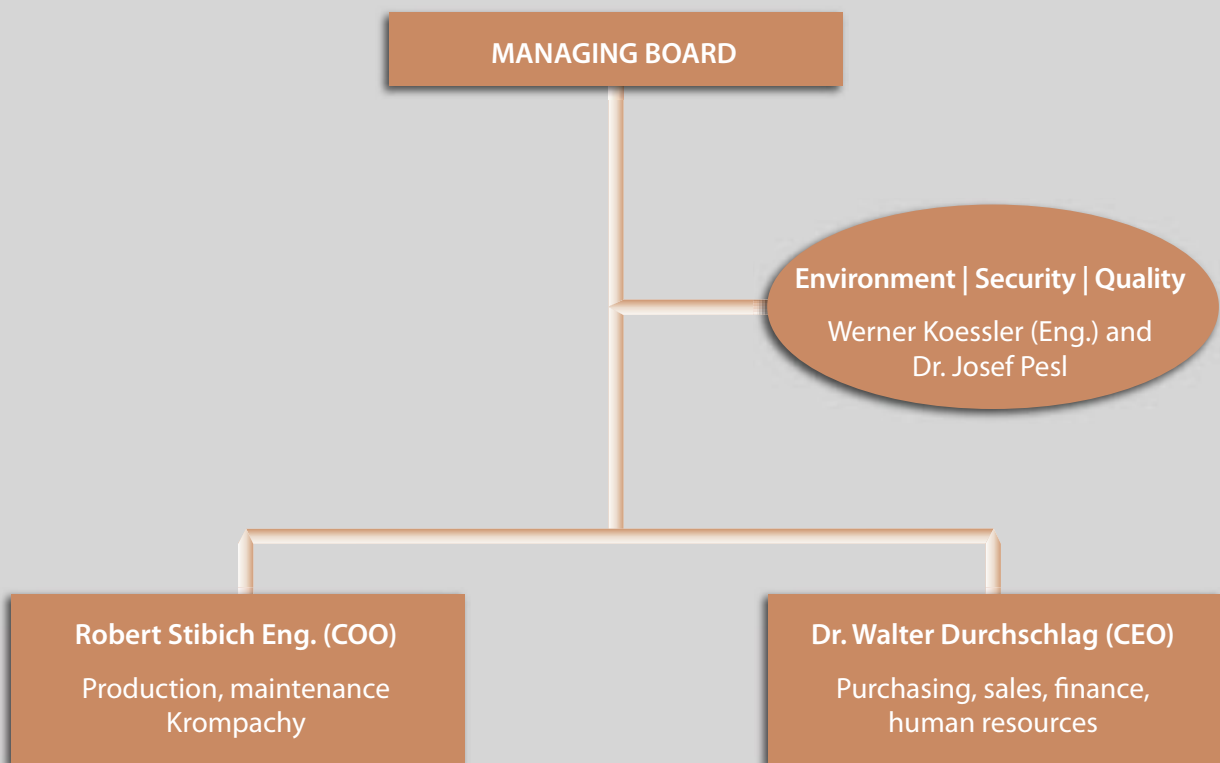 MANAGING BOARD
Environment | Security | Quality
Werner Koessler (Eng.) and
Dr. Josef Pesl
Robert Stibich Eng. (COO)
Production, maintenance
Krompachy
Dr. Walter Durchschlag (CEO)
Purchasing, sales, finance,
human resources